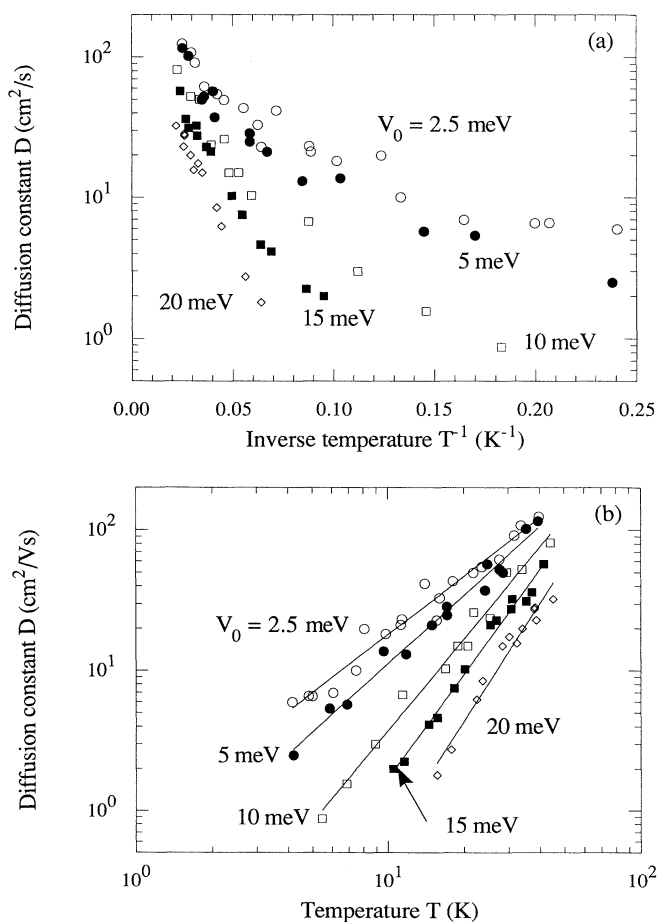 (a)
10²
10¹
10⁰
Diffusion constant D (cm²/s)
V₀ = 2.5 meV
5 meV
20 meV
15 meV
10 meV
0.00 0.05 0.10 0.15 0.20 0.25
Inverse temperature T⁻¹ (K⁻¹)
(b)
10²
10¹
10⁰
Diffusion constant D (cm²/Vs)
V₀ = 2.5 meV
5 meV
20 meV
10 meV
15 meV
10⁰ 10¹ 10²
Temperature T (K)